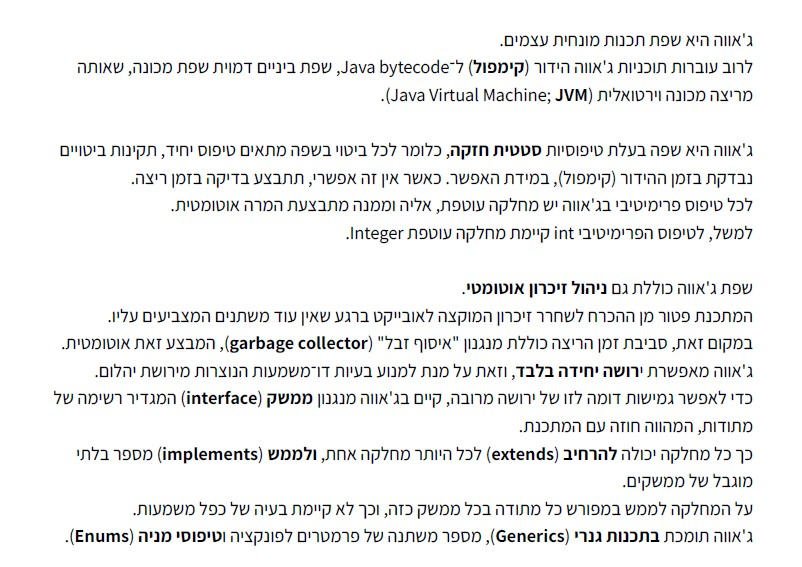 ג'אווה היא שפת תכנות מונחית עצמים.
לרוב עוברות תוכניות ג'אווה הידור (קימפול) ל־Java bytecode, שפת ביניים דמוית שפת מכונה, שאותה
מריצה מכונה וירטואלית (Java Virtual Machine; JVM).
ג'אווה היא שפה בעלת טיפוסיות סטטית חזקה, כלומר לכל ביטוי בשפה מתאים טיפוס יחיד, תקינות ביטויים
נבדקת בזמן ההידור (קימפול), במידת האפשר. כאשר אין זה אפשרי, תתבצע בדיקה בזמן ריצה.
לכל טיפוס פרימיטיבי בג'אווה יש מחלקה עוטפת, אליה וממנה מתבצעת המרה אוטומטית.
למשל, לטיפוס הפרימיטיבי int קיימת מחלקה עוטפת Integer.
שפת ג'אווה כוללת גם ניהול זיכרון אוטומטי.
המתכנת פטור מן ההכרח לשחרר זיכרון המוקצה לאובייקט ברגע שאין עוד משתנים המצביעים עליו.
במקום זאת, סביבת זמן הריצה כוללת מנגנון "איסוף זבל" (garbage collector), המבצע זאת אוטומטית.
ג'אווה מאפשרת ירושה יחידה בלבד, וזאת על מנת למנוע בעיות דו־משמעות הנוצרות מירושת יהלום.
כדי לאפשר גמישות דומה לזו של ירושה מרובה, קיים בג'אווה מנגנון ממשק (interface) המגדיר רשימה של
מתודות, המהווה חוזה עם המתכנת.
כך כל מחלקה יכולה להרחיב (extends) לכל היותר מחלקה אחת, ולממש (implements) מספר בלתי
מוגבל של ממשקים.
על המחלקה לממש במפורש כל מתודה בכל ממשק כזה, וכך לא קיימת בעיה של כפל משמעות.
ג'אווה תומכת בתכנות גנרי (Generics), מספר משתנה של פרמטרים לפונקציה וטיפוסי מניה (Enums).